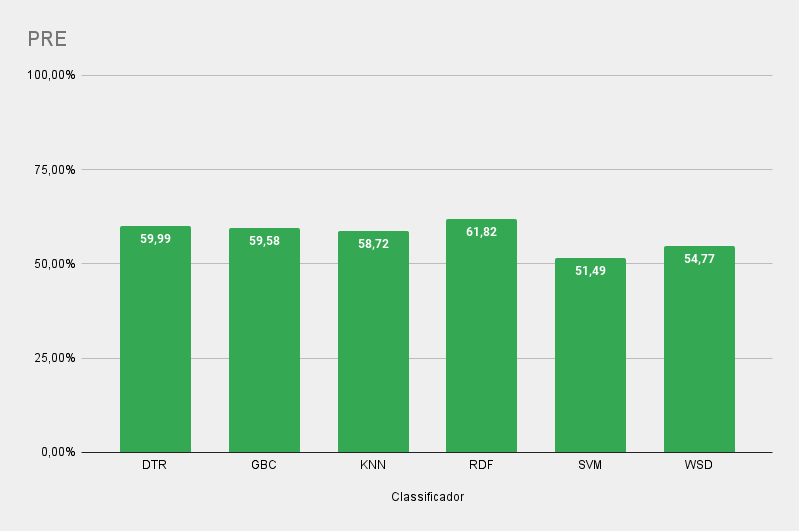 PRE
100,00%
75,00%
50,00%
25,00%
0,00%
59,99
59,58
58,72
61,82
51,49
54,77
DTR
GBC
KNN
RDF
SVM
WSD
Classificador